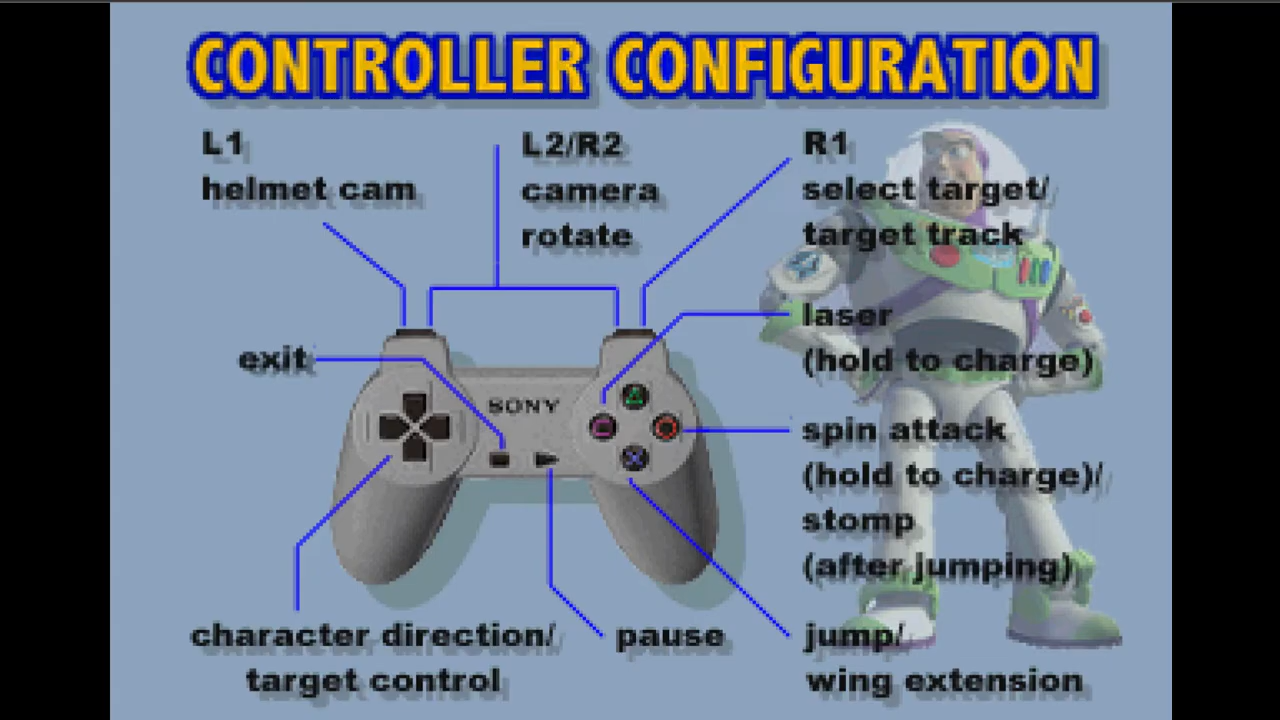 CONTROLLER CONFIGURATION
L1
helmet cam
L2/R2
camera
rotate
R1
select target/
target track
laser
(hold to charge)
exit
SONY
spin attack
(hold to charge)/
stomp
(after jumping)
character direction/
target control
pause
jump/
wing extension